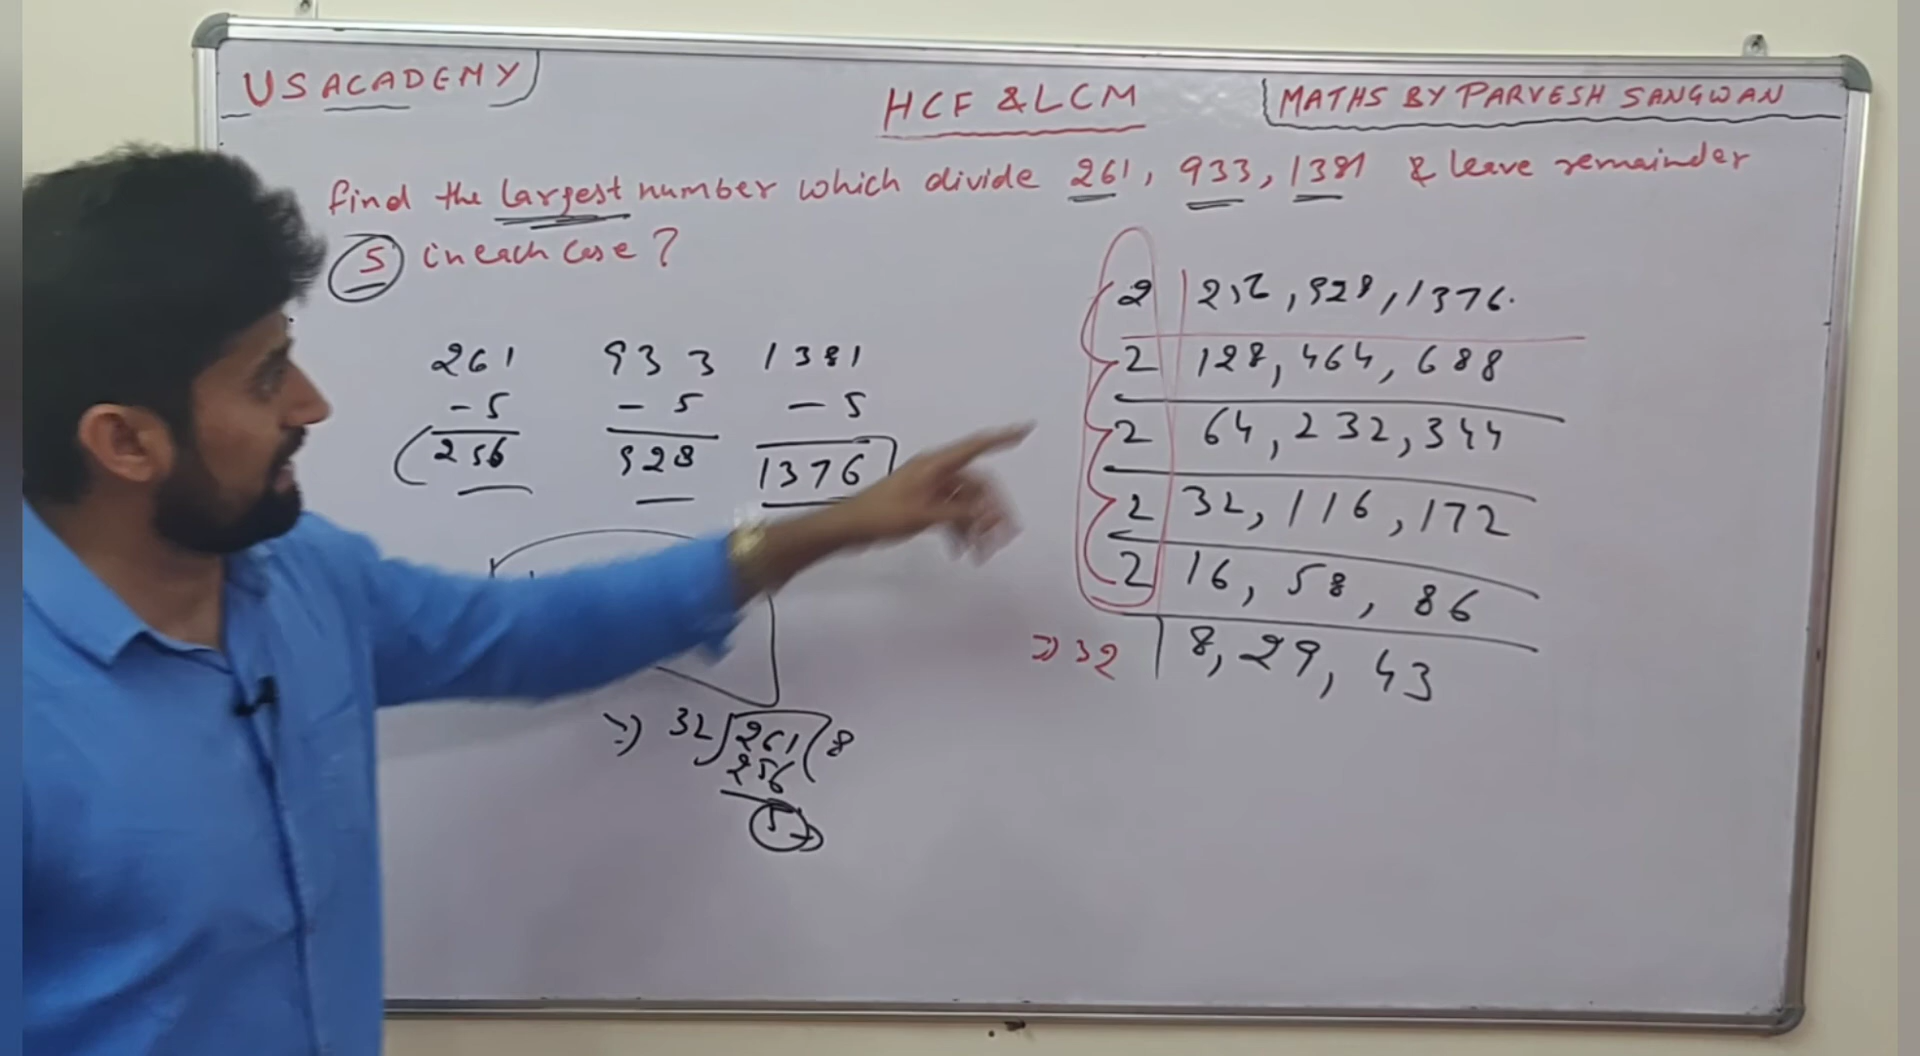 US ACADEMY
HCF & LCM
MATHS BY PARVESH SANGWAN
find the largest number which divide 261, 933, 1381 & leave remainder
5 in each case?
261 933 1381
- 5 - 5 - 5
256 928 1376
32 261 8
256
5
2 256, 928, 1376.
2 128, 464, 688
2 64, 232, 344
2 32, 116, 172
2 16, 58, 86
=> 32 8, 29, 43